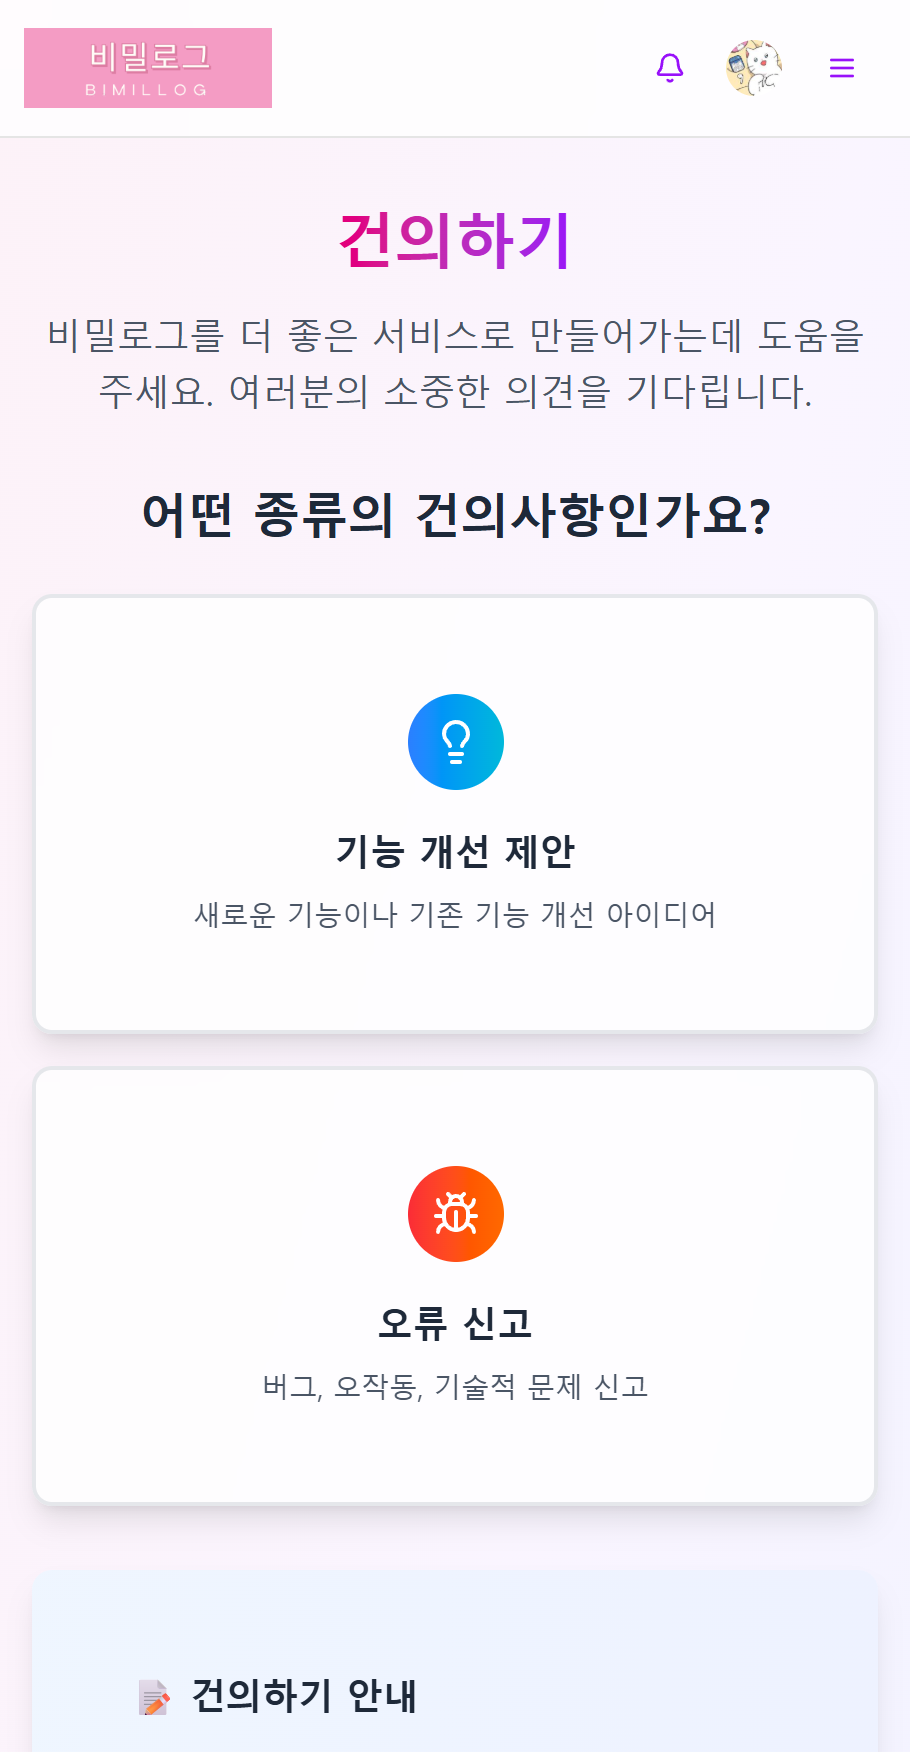 비밀로그
BIMILLOG
건의하기
비밀로그를 더 좋은 서비스로 만들어가는데 도움을
주세요. 여러분의 소중한 의견을 기다립니다.
어떤 종류의 건의사항인가요?
기능 개선 제안
새로운 기능이나 기존 기능 개선 아이디어
오류 신고
버그, 오작동, 기술적 문제 신고
건의하기 안내